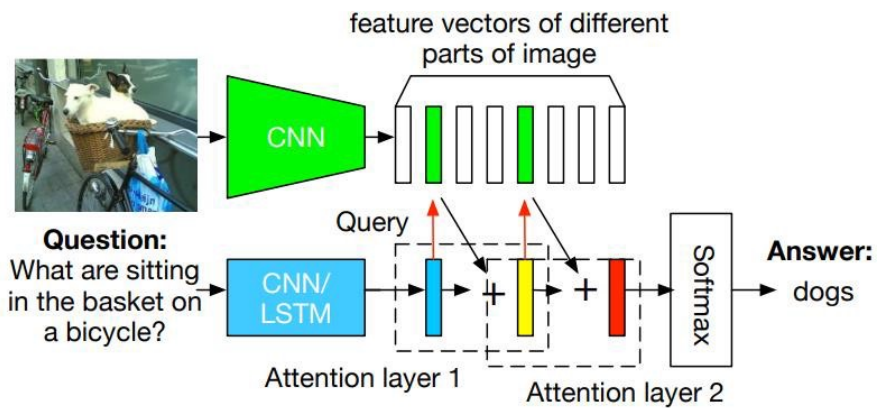 feature vectors of different
parts of image
CNN
Query
Question:
What are sitting
in the basket on
a bicycle?
CNN/
LSTM
+
+
Softmax
Answer:
dogs
Attention layer 1
Attention layer 2